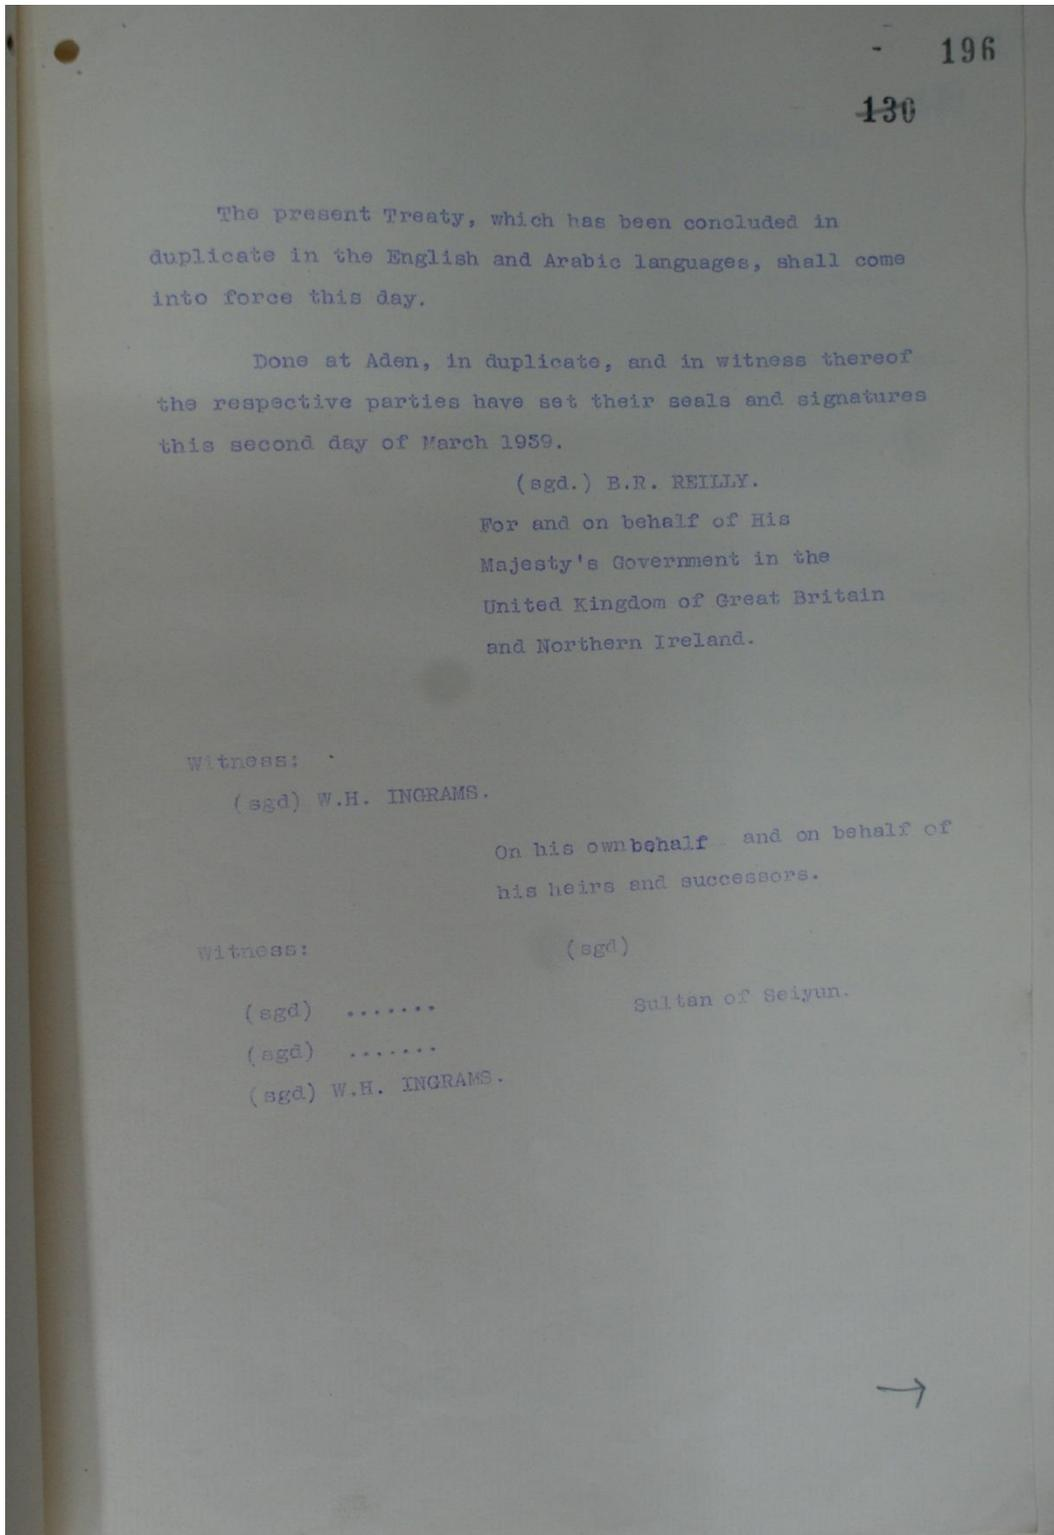 - 196
130
The present Treaty, which has been concluded in
duplicate in the English and Arabic languages, shall come
into force this day.
Done at Aden, in duplicate, and in witness thereof
the respective parties have set their seals and signatures
this second day of March 1939.
(sgd.) B.R. REILLY.
For and on behalf of His
Majesty's Government in the
United Kingdom of Great Britain
and Northern Ireland.
Witness:
(sgd) W.H. INGRAMS.
On his own behalf and on behalf of
his heirs and successors.
Witness: (sgd)
(sgd) ....... Sultan of Seiyun.
(sgd) .......
(sgd) W.H. INGRAMS.
→